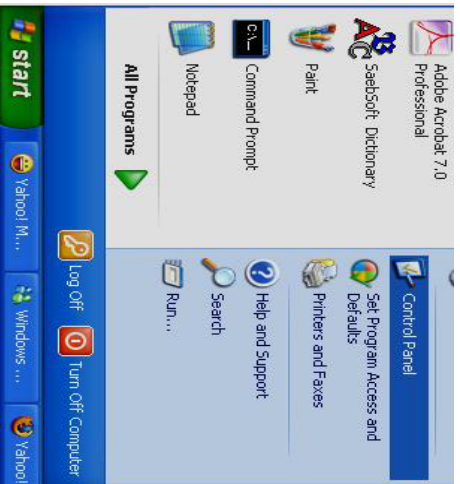 Adobe Acrobat 7.0
Professional
SaebSoft Dictionary
Paint
Command Prompt
Notepad
All Programs
Control Panel
Set Program Access and
Defaults
Printers and Faxes
Help and Support
Search
Run...
Log Off
Turn Off Computer
start
Yahoo! M...
Windows ...
Yahoo!